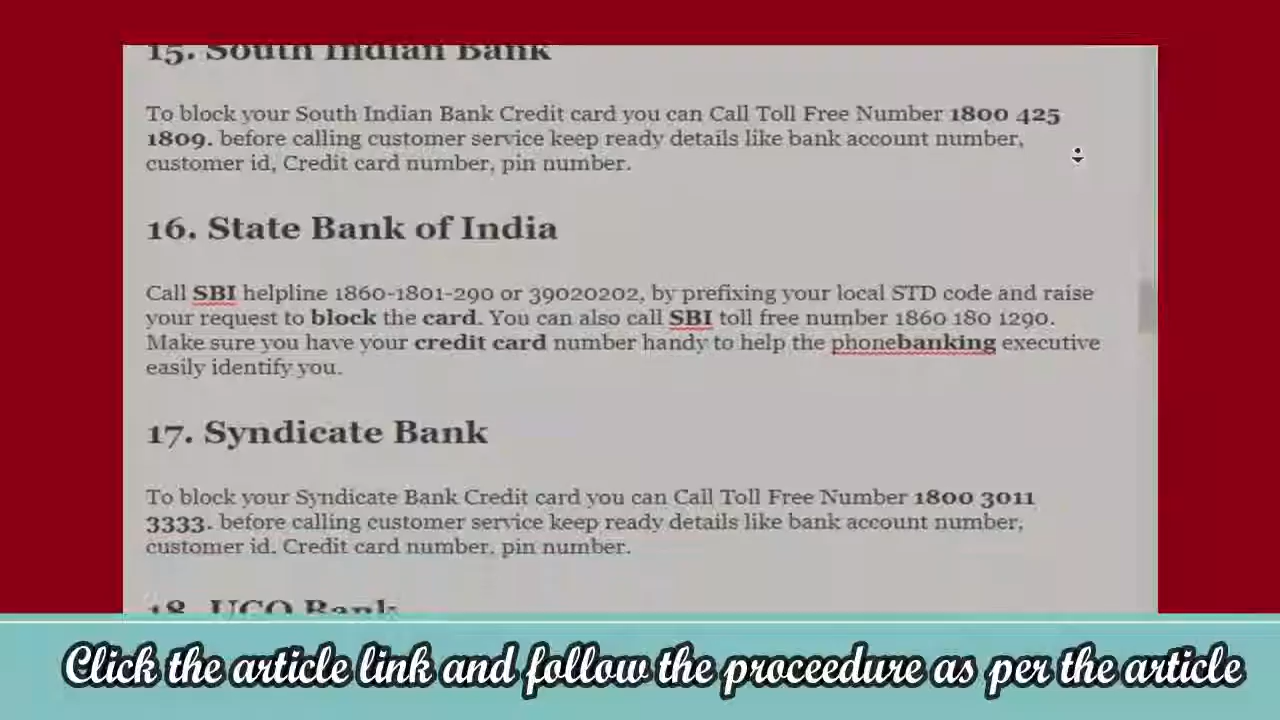 15. South Indian Bank
To block your South Indian Bank Credit card you can Call Toll Free Number 1800 425
1809. before calling customer service keep ready details like bank account number,
customer id, Credit card number, pin number.
16. State Bank of India
Call SBI helpline 1860-1801-290 or 39020202, by prefixing your local STD code and raise
your request to block the card. You can also call SBI toll free number 1860 180 1290.
Make sure you have your credit card number handy to help the phonebanking executive
easily identify you.
17. Syndicate Bank
To block your Syndicate Bank Credit card you can Call Toll Free Number 1800 3011
3333. before calling customer service keep ready details like bank account number,
customer id. Credit card number, pin number.
18. UCO Bank
Click the article link and follow the proceedure as per the article